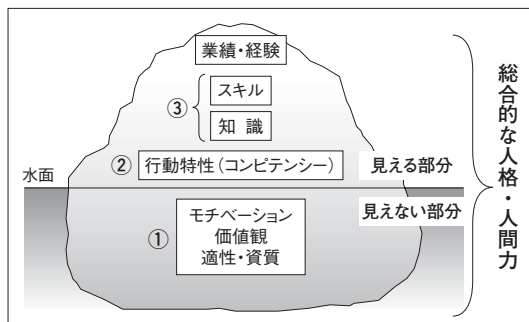 業績・経験
③
スキル
知 識
② 行動特性(コンピテンシー)
見える部分
水面
見えない部分
①
モチベーション
価値観
適性・資質
総合的な人格・人間力